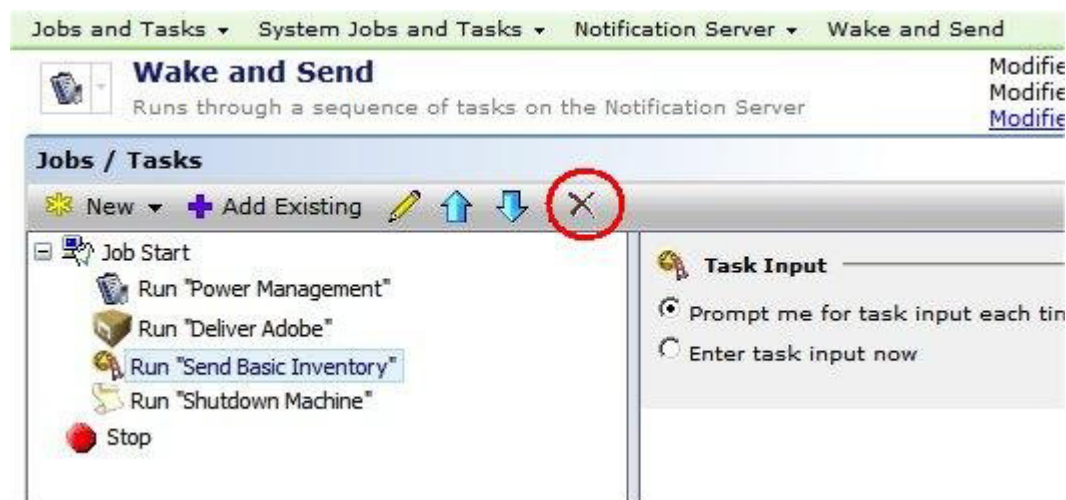 Jobs and Tasks System Jobs and Tasks Notification Server Wake and Send
Wake and Send
Runs through a sequence of tasks on the Notification Server
Modifie
Modifie
Modifie
Jobs / Tasks
New Add Existing
Job Start
Run "Power Management"
Run "Deliver Adobe"
Run "Send Basic Inventory"
Run "Shutdown Machine"
Stop
Task Input
Prompt me for task input each tim
Enter task input now